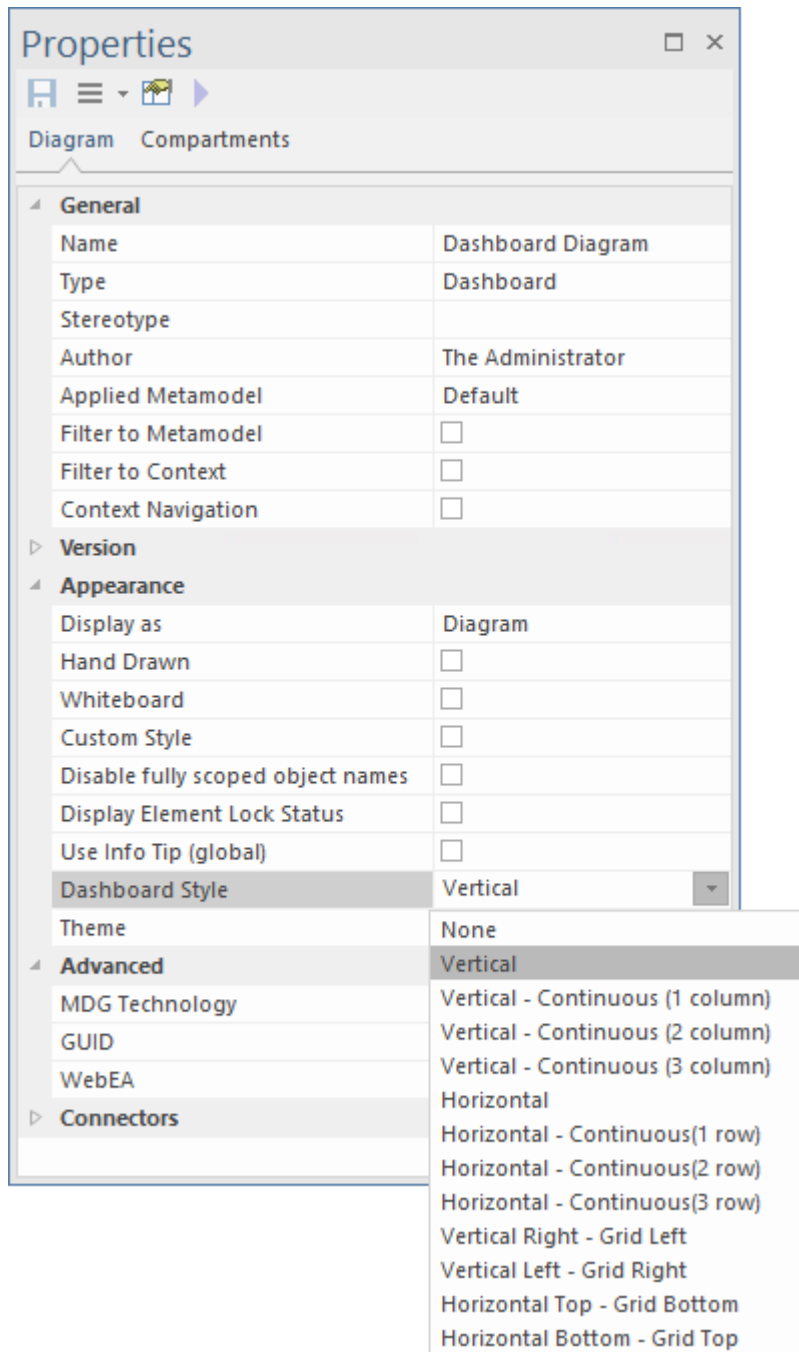 Properties
Diagram Compartments
General
Name Dashboard Diagram
Type Dashboard
Stereotype
Author The Administrator
Applied Metamodel Default
Filter to Metamodel
Filter to Context
Context Navigation
Version
Appearance
Display as Diagram
Hand Drawn
Whiteboard
Custom Style
Disable fully scoped object names
Display Element Lock Status
Use Info Tip (global)
Dashboard Style Vertical
Theme
Advanced
MDG Technology
GUID
WebEA
Connectors
None
Vertical
Vertical - Continuous (1 column)
Vertical - Continuous (2 column)
Vertical - Continuous (3 column)
Horizontal
Horizontal - Continuous(1 row)
Horizontal - Continuous(2 row)
Horizontal - Continuous(3 row)
Vertical Right - Grid Left
Vertical Left - Grid Right
Horizontal Top - Grid Bottom
Horizontal Bottom - Grid Top